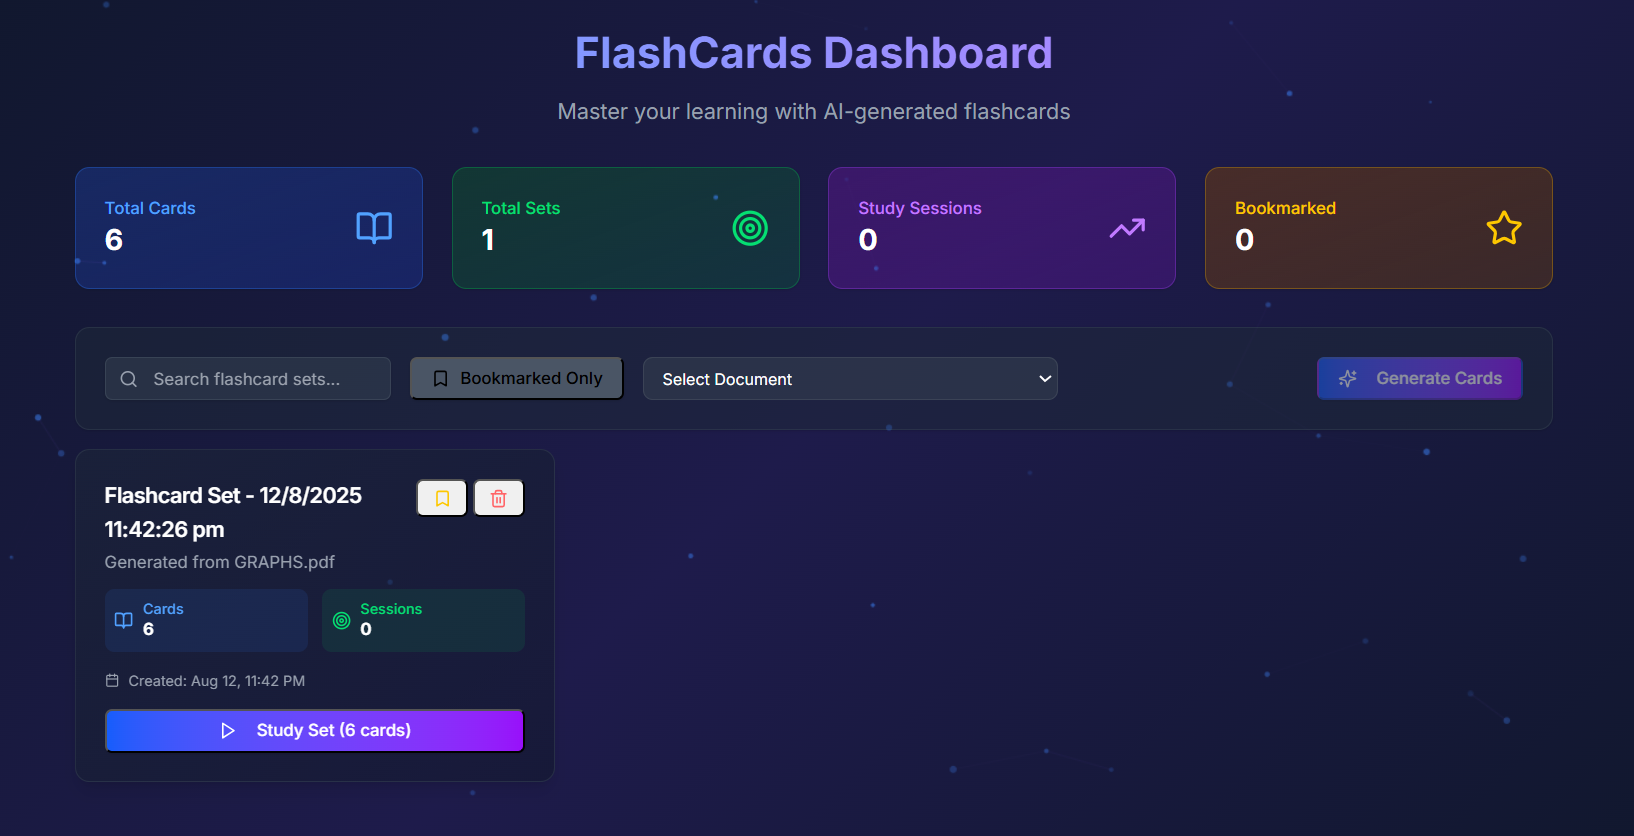 FlashCards Dashboard
Master your learning with AI-generated flashcards
Total Cards
6
Total Sets
1
Study Sessions
0
Bookmarked
0
Search flashcard sets...
Bookmarked Only
Select Document
Generate Cards
Flashcard Set - 12/8/2025
11:42:26 pm
Generated from GRAPHS.pdf
Cards
6
Sessions
0
Created: Aug 12, 11:42 PM
Study Set (6 cards)